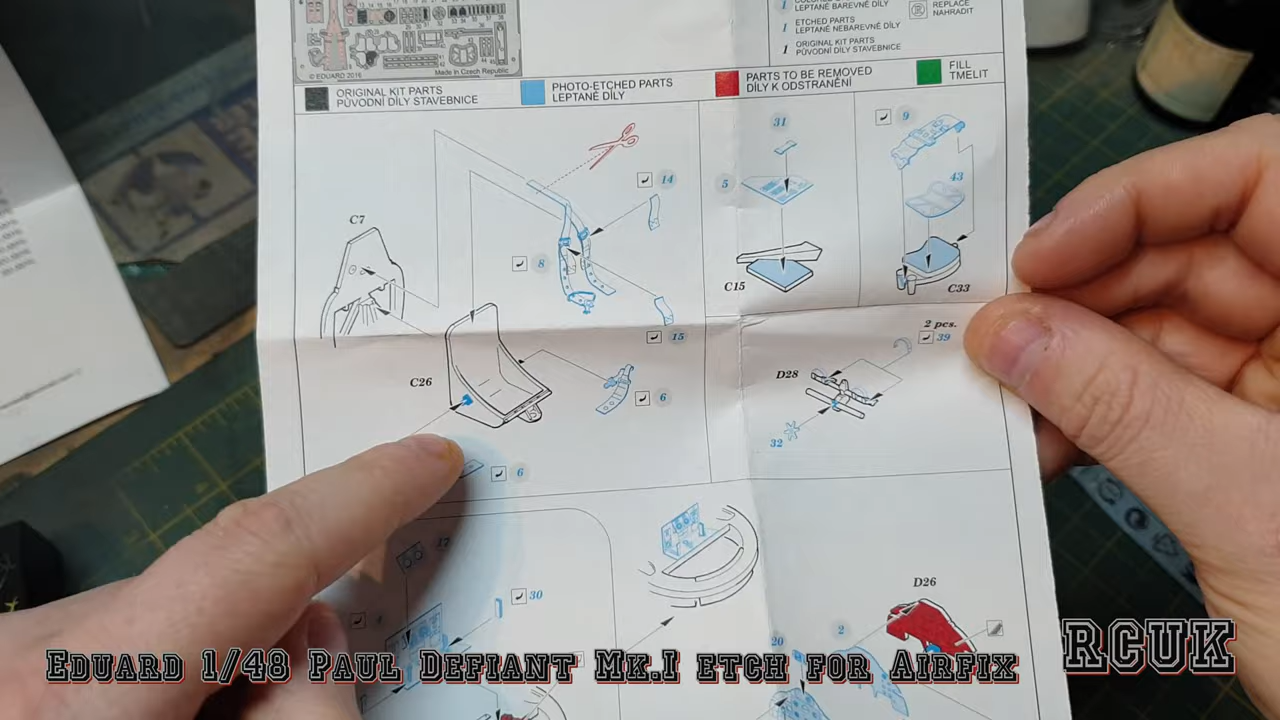 © EDUARD 2016
Made in Czech Republic
LEPTANÉ BAREVNÉ DÍLY
ETCHED PARTS
LEPTANÉ NEBAREVNÉ DÍLY
ORIGINAL KIT PARTS
PŮVODNÍ DÍLY STAVEBNICE
REPLACE
NAHRADIT
ORIGINAL KIT PARTS
PŮVODNÍ DÍLY STAVEBNICE
PHOTO-ETCHED PARTS
LEPTANÉ DÍLY
PARTS TO BE REMOVED
DÍLY K ODSTRANĚNÍ
FILL
TMELIT
C7
14
8
15
C26
6
6
31
5
C15
9
43
C33
2 pcs.
39
D28
32
30
D26
2
20
Eduard 1/48 Paul Defiant Mk.I etch for Airfix
RCUK